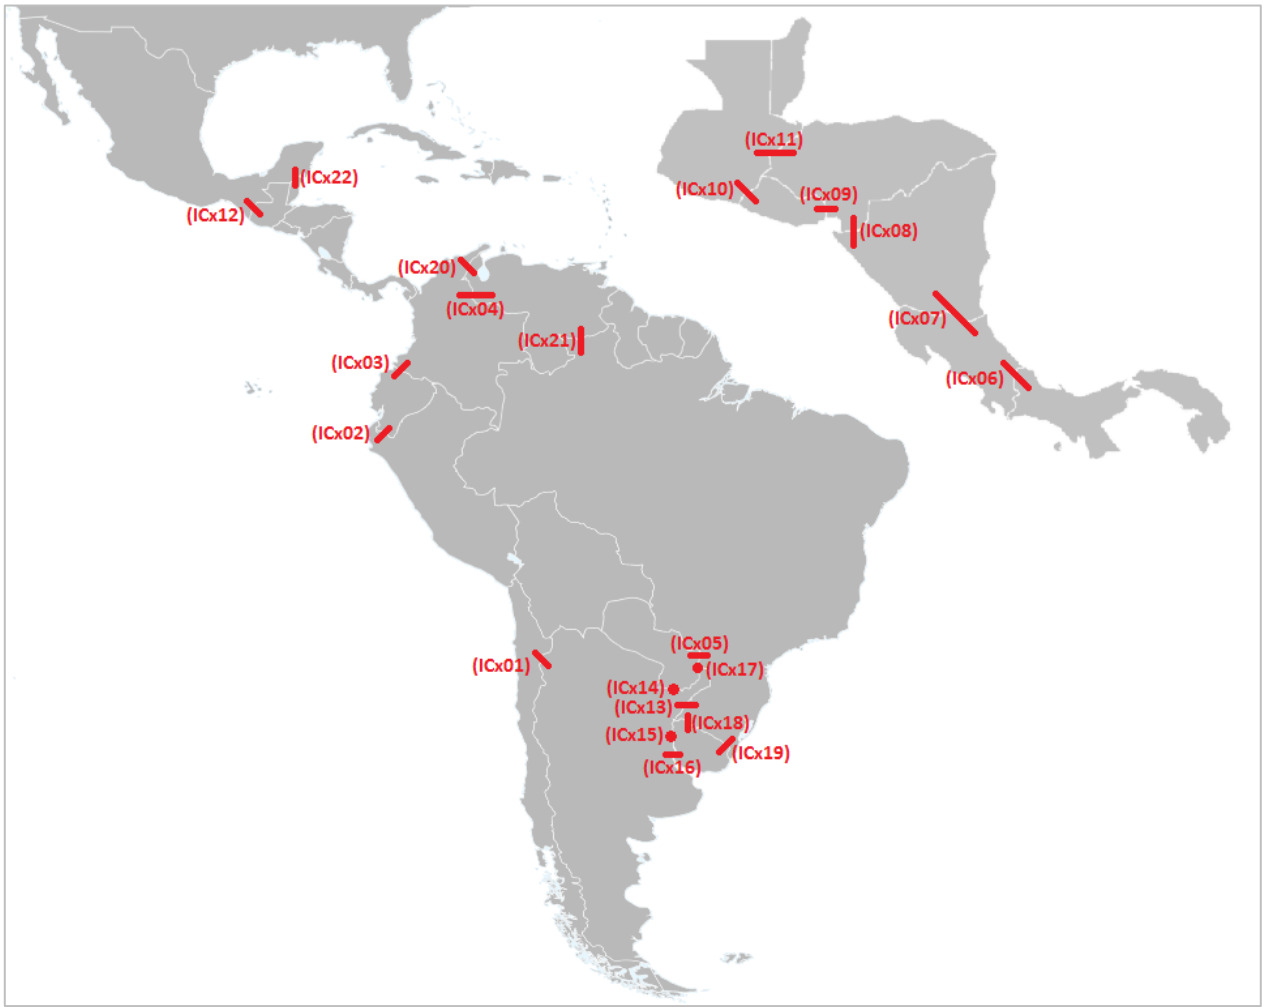 (ICx11)
(ICx22)
(ICx10)
(ICx09)
(ICx12)
(ICx08)
(ICx20)
(ICx04)
(ICx07)
(ICx21)
(ICx03)
(ICx06)
(ICx02)
(ICx05)
(ICx01)
(ICx17)
(ICx14)
(ICx13)
(ICx18)
(ICx15)
(ICx19)
(ICx16)